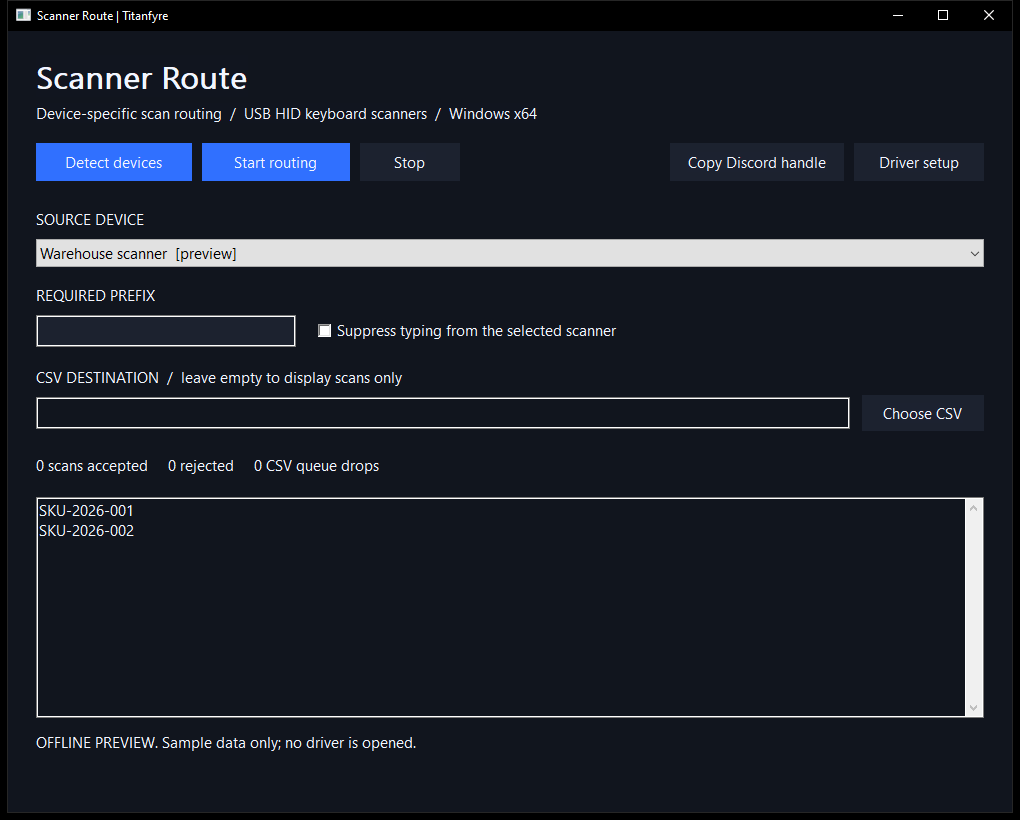 Scanner Route | Titanfyre
Scanner Route
Device-specific scan routing / USB HID keyboard scanners / Windows x64
Detect devices Start routing Stop Copy Discord handle Driver setup
SOURCE DEVICE
Warehouse scanner [preview]
REQUIRED PREFIX
Suppress typing from the selected scanner
CSV DESTINATION / leave empty to display scans only
Choose CSV
0 scans accepted 0 rejected 0 CSV queue drops
SKU-2026-001
SKU-2026-002
OFFLINE PREVIEW. Sample data only; no driver is opened.